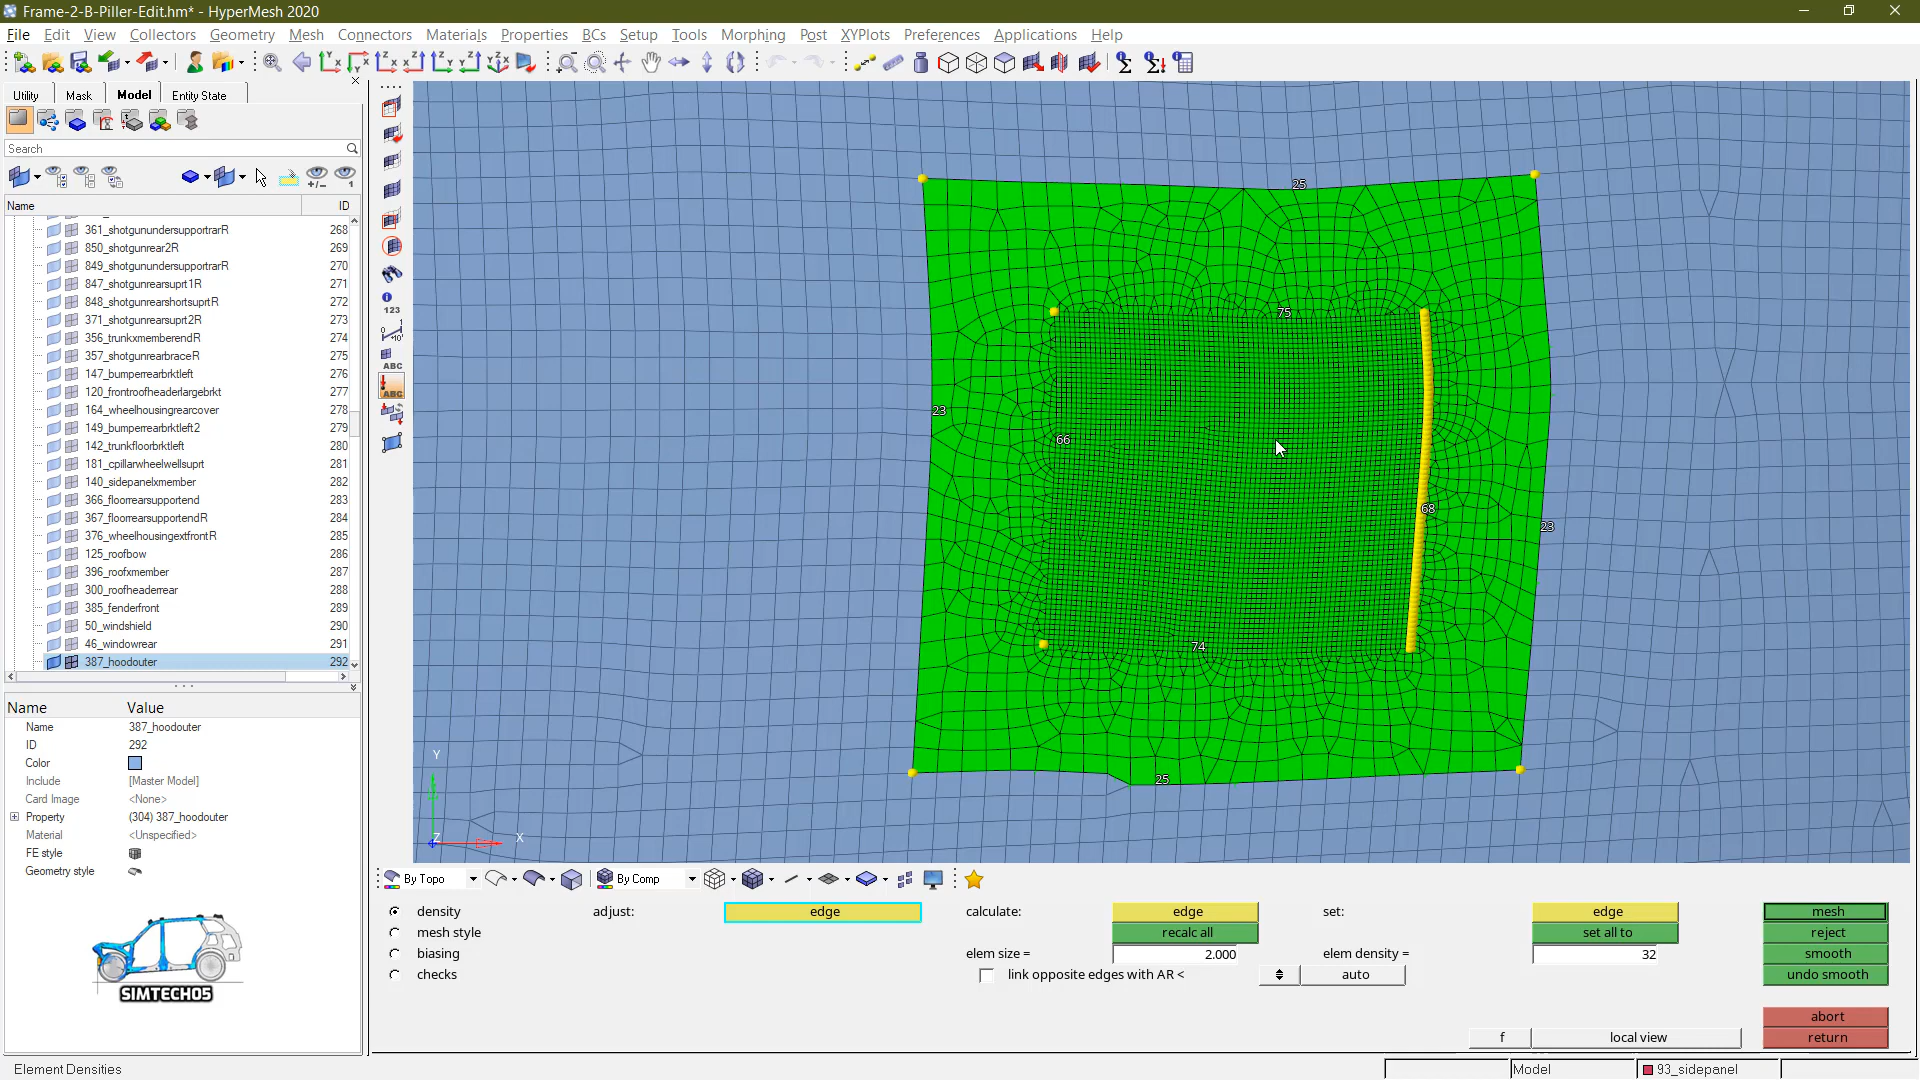 Frame-2-B-Piller-Edit.hm* - HyperMesh 2020
File Edit View Collectors Geometry Mesh Connectors Materials Properties BCs Setup Tools Morphing Post XYPlots Preferences Applications Help
Utility Mask Model Entity State
Search
Name ID
361_shotgunundersupportrarR 268
850_shotgunrear2R 269
849_shotgunundersupportrarR 270
847_shotgunrearsuprt1R 271
848_shotgunrearshortsuprtR 272
371_shotgunrearsuprt2R 273
356_trunkxmemberendR 274
357_shotgunrearbraceR 275
147_bumperrearbrktleft 276
120_frontroofheaderlargebrkt 277
164_wheelhousingrearcover 278
149_bumperrearbrktleft2 279
142_trunkfloorbrktleft 280
181_cpillarwheelwellsuprt 281
140_sidepanelxmember 282
366_floorrearsupportend 283
367_floorrearsupportendR 284
376_wheelhousingextfrontR 285
125_roofbow 286
396_roofxmember 287
300_roofheaderrear 288
385_fenderfront 289
50_windshield 290
46_windowrear 291
387_hoodouter 292
Name Value
Name 387_hoodouter
ID 292
Color
Include [Master Model]
Card Image <None>
Property (304) 387_hoodouter
Material <Unspecified>
FE style
Geometry style
SIMTECH05
123
ABC
ABC
25
75
23
66
68
23
74
25
Y
Z X
By Topo By Comp
density adjust: edge calculate: edge set: edge mesh
mesh style recalc all set all to reject
biasing elem size = 2.000 elem density = 32 smooth
checks link opposite edges with AR < auto undo smooth
abort
f local view return
Element Densities Model 93_sidepanel